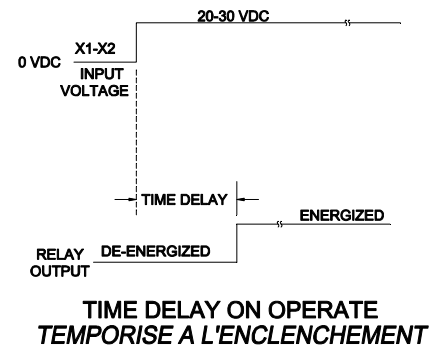 20-30 VDC
X1-X2
0 VDC
INPUT
VOLTAGE
TIME DELAY
ENERGIZED
DE-ENERGIZED
RELAY
OUTPUT
TIME DELAY ON OPERATE
TEMPORISE A L'ENCLENCHEMENT